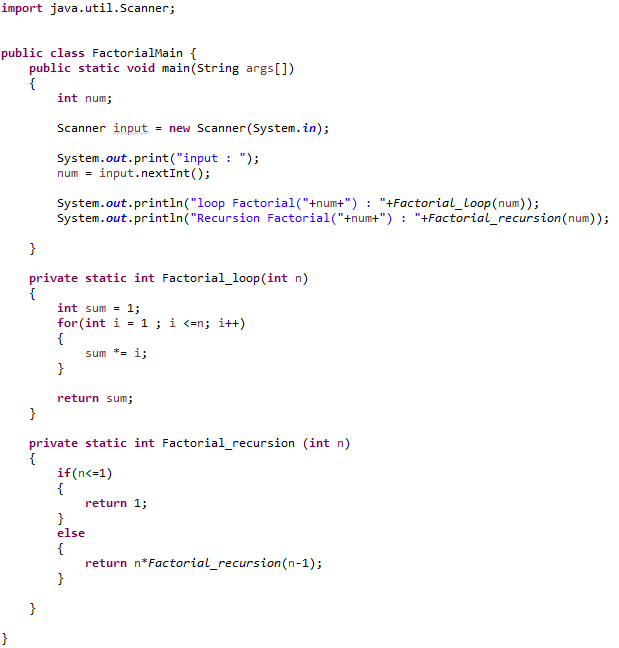 import java.util.Scanner;
public class FactorialMain {
public static void main(String args[])
{
int num;
Scanner input = new Scanner(System.in);
System.out.print("input : ");
num = input.nextInt();
System.out.println("loop Factorial("+num+") : "+Factorial_loop(num));
System.out.println("Recursion Factorial("+num+") : "+Factorial_recursion(num));
}
private static int Factorial_loop(int n)
{
int sum = 1;
for(int i = 1 ; i <=n; i++)
{
sum *= i;
}
return sum;
}
private static int Factorial_recursion (int n)
{
if(n<=1)
{
return 1;
}
else
{
return n*Factorial_recursion(n-1);
}
}
}